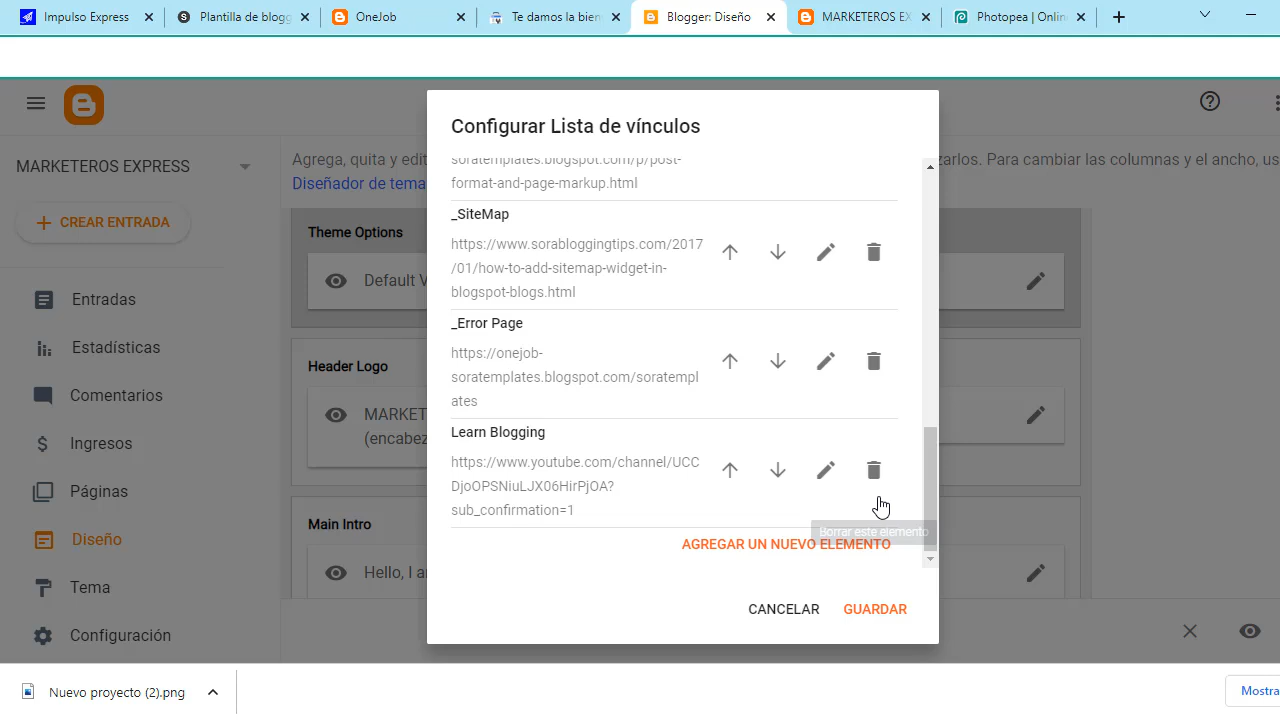 Impulso Express
Plantilla de blogg
OneJob
Te damos la bien
Blogger: Diseño
MARKETEROS EX
Photopea | Onlin
Configurar Lista de vínculos
MARKETEROS EXPRESS
Agrega, quita y edit
zarlos. Para cambiar las columnas y el ancho, us
Diseñador de tema
soratemplates.blogspot.com/p/post-
format-and-page-markup.html
CREAR ENTRADA
Theme Options
Default V
_SiteMap
https://www.sorabloggingtips.com/2017
/01/how-to-add-sitemap-widget-in-
blogspot-blogs.html
Entradas
Estadísticas
Comentarios
Ingresos
Páginas
Diseño
Tema
Configuración
Header Logo
MARKET
(encabez
Main Intro
Hello, I a
_Error Page
https://onejob-
soratemplates.blogspot.com/soratempl
ates
Learn Blogging
https://www.youtube.com/channel/UCC
DjoOPSNiuLJX06HirPjOA?
sub_confirmation=1
Borrar este elemento
AGREGAR UN NUEVO ELEMENTO
CANCELAR
GUARDAR
Nuevo proyecto (2).png
Mostra